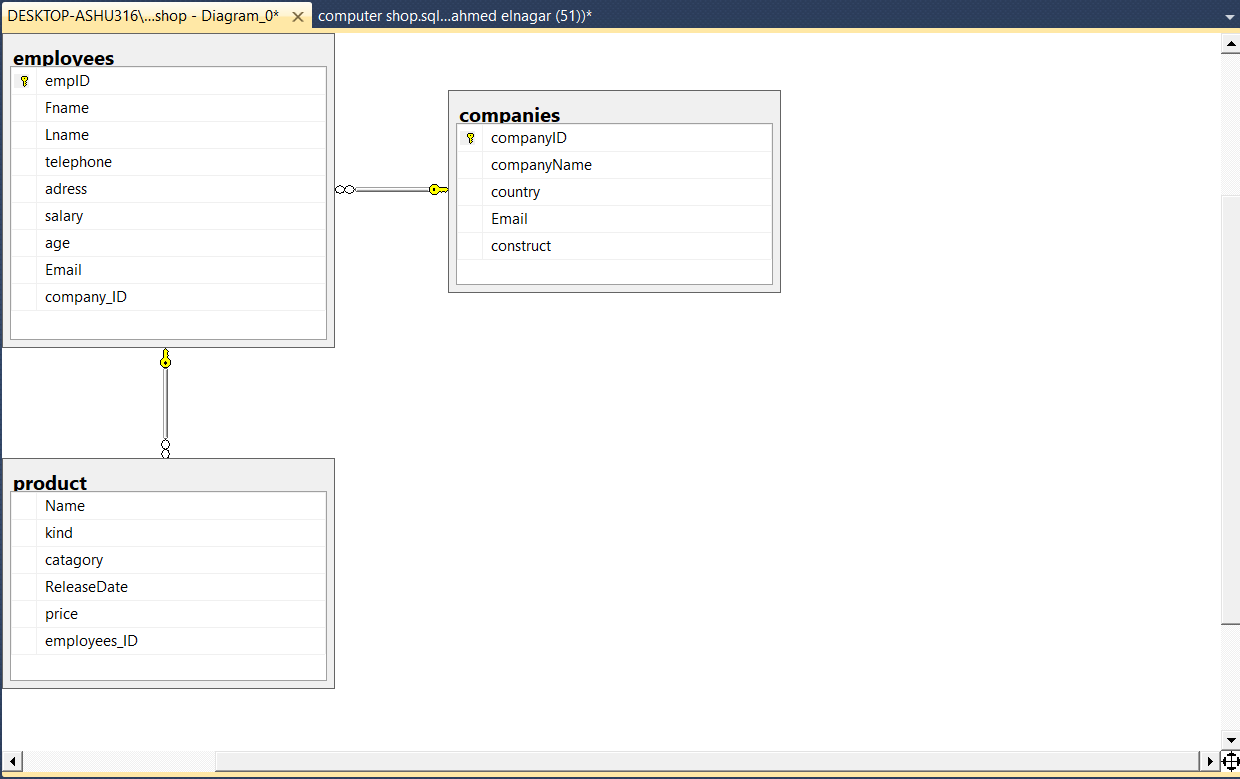 DESKTOP-ASHU316\...shop - Diagram_0*
computer shop.sql...ahmed elnagar (51))*
employees
empID
Fname
Lname
telephone
adress
salary
age
Email
company_ID
companies
companyID
companyName
country
Email
construct
product
Name
kind
catagory
ReleaseDate
price
employees_ID